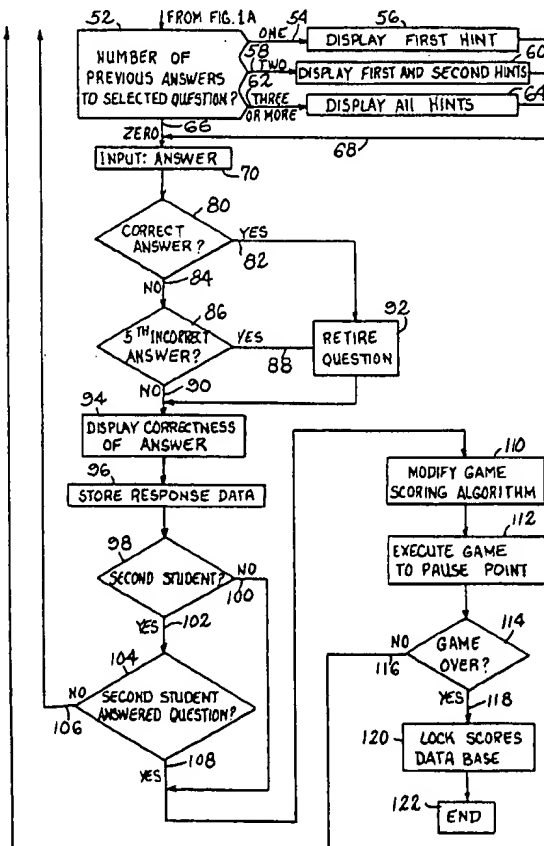 FROM FIG. 1A
52
54
56
NUMBER OF
PREVIOUS ANSWERS
TO SELECTED QUESTION?
ONE
DISPLAY FIRST HINT
58
60
TWO
DISPLAY FIRST AND SECOND HINTS
62
64
THREE
OR MORE
DISPLAY All HINTS
66
ZERO
68
INPUT: ANSWER
70
80
CORRECT
ANSWER?
YES
82
84
NO
86
92
5TH INCORRECT
ANSWER?
YES
88
RETIRE
QUESTION
NO
90
94
DISPLAY CORRECTNESS
OF ANSWER
96
STORE RESPONSE DATA
98
SECOND STUDENT?
NO
100
YES
102
104
NO
106
SECOND STUDENT
ANSWERED QUESTION?
108
YES
110
MODIFY GAME
SCORING ALGORITHM
112
EXECUTE GAME
TO PAUSE POINT
114
NO
116
GAME
OVER?
YES
118
120
LOCK SCORES
DATA BASE
122
END